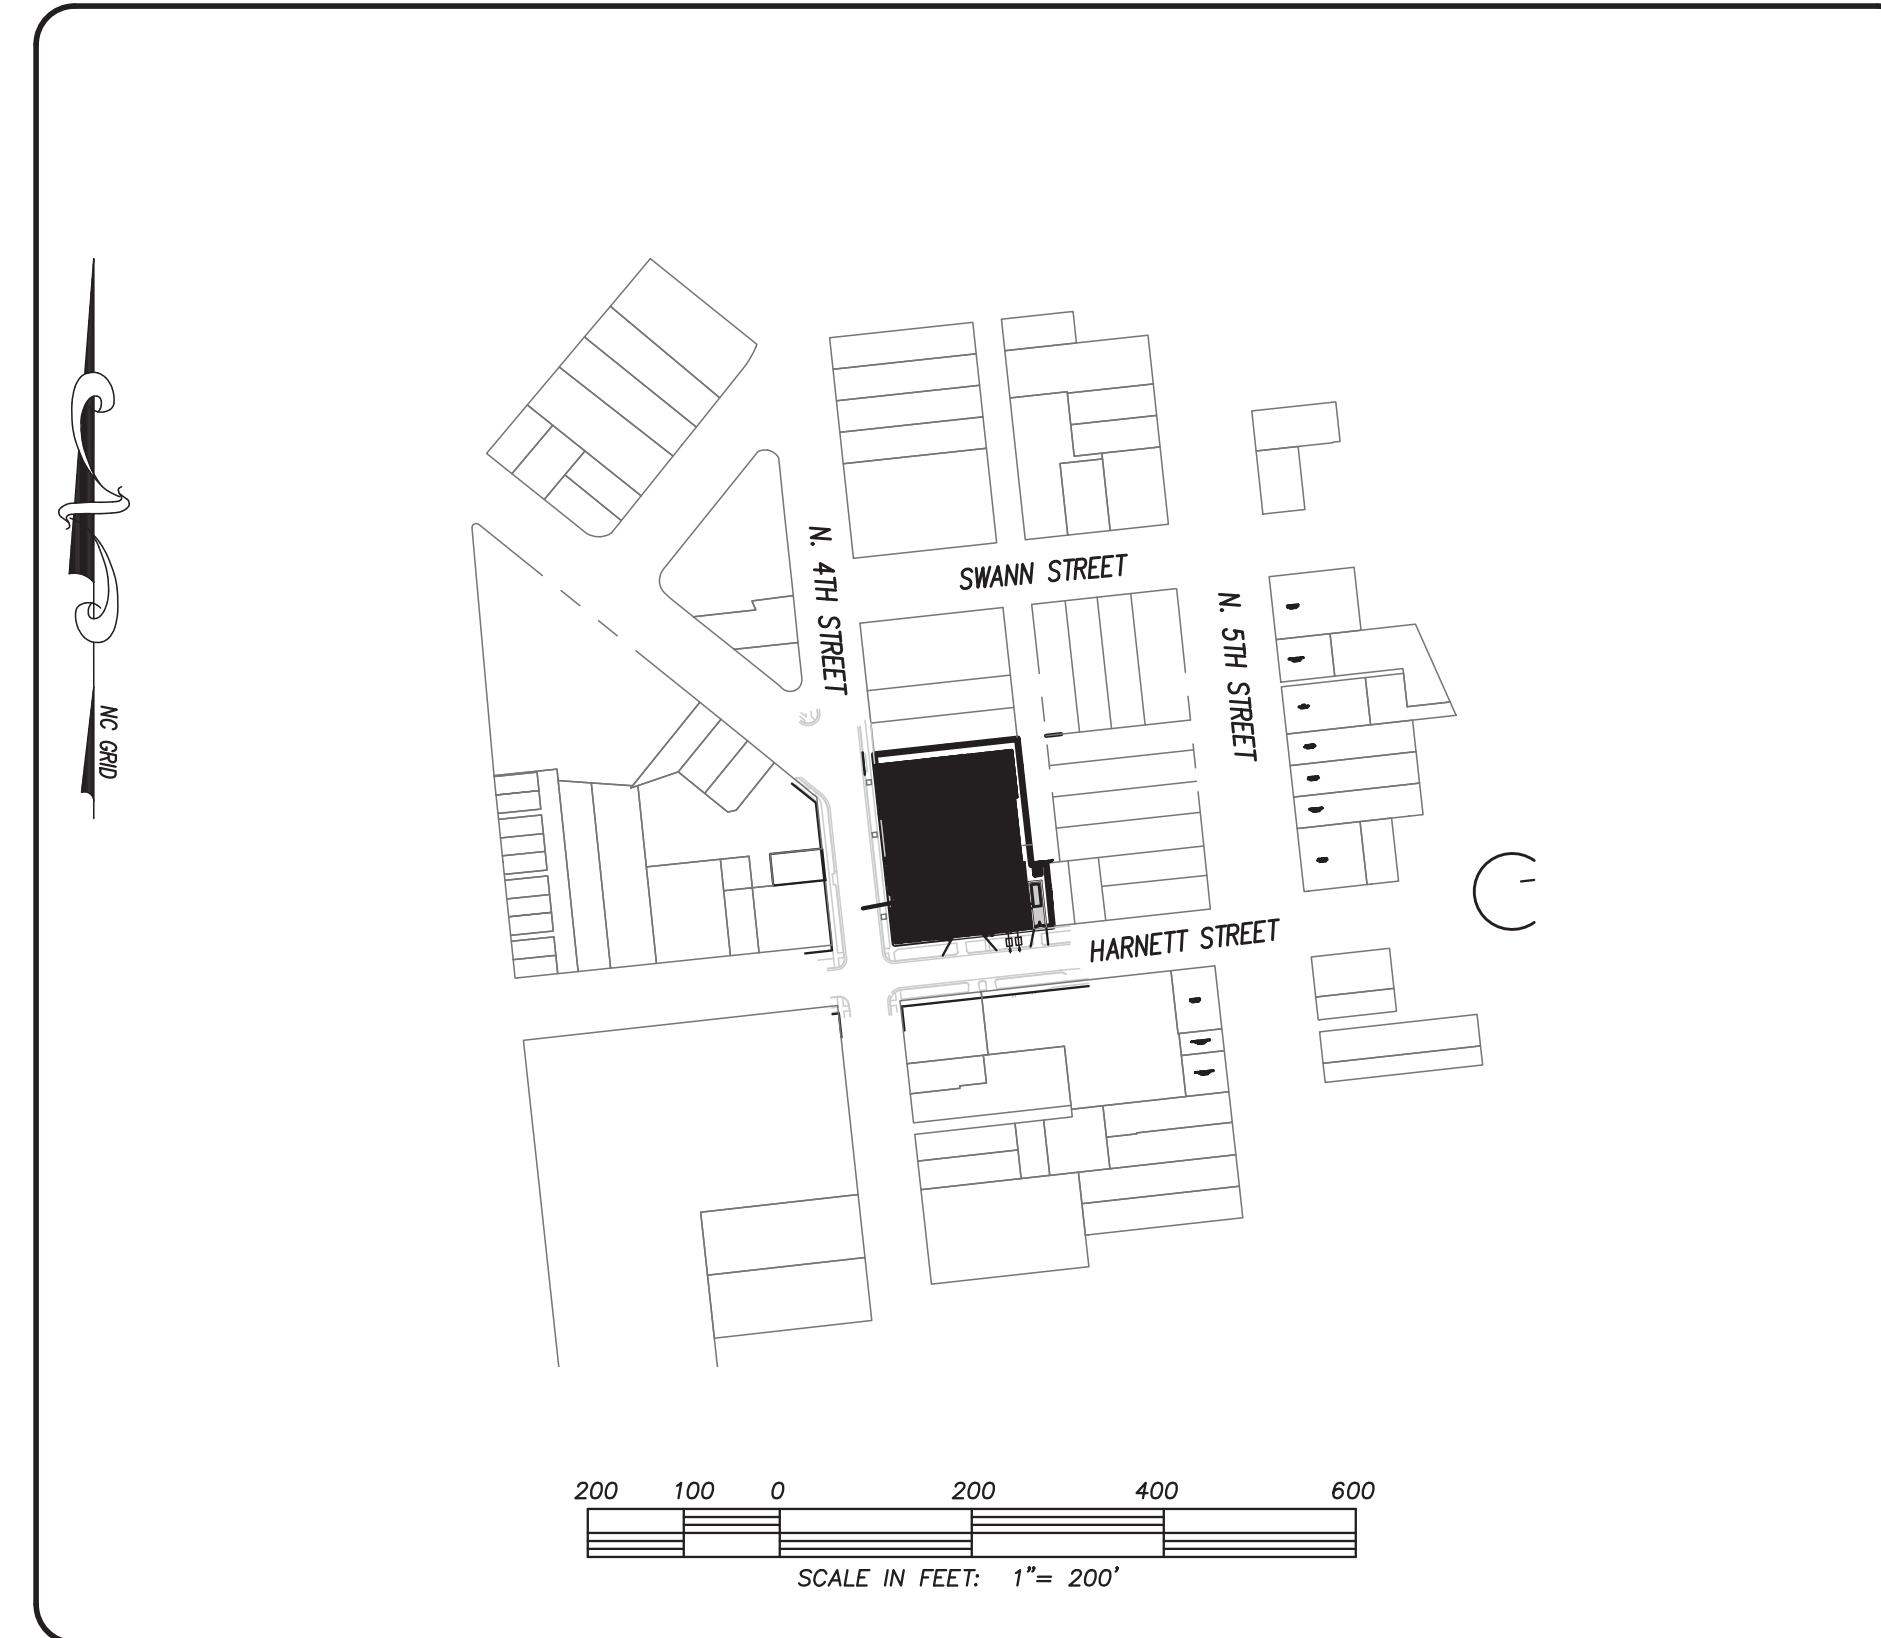 N. 4TH STREET
SWANN STREET
N. 5TH STREET
NC GRID
HARNETT STREET
200 100 0 200 400 600
SCALE IN FEET: 1"= 200'